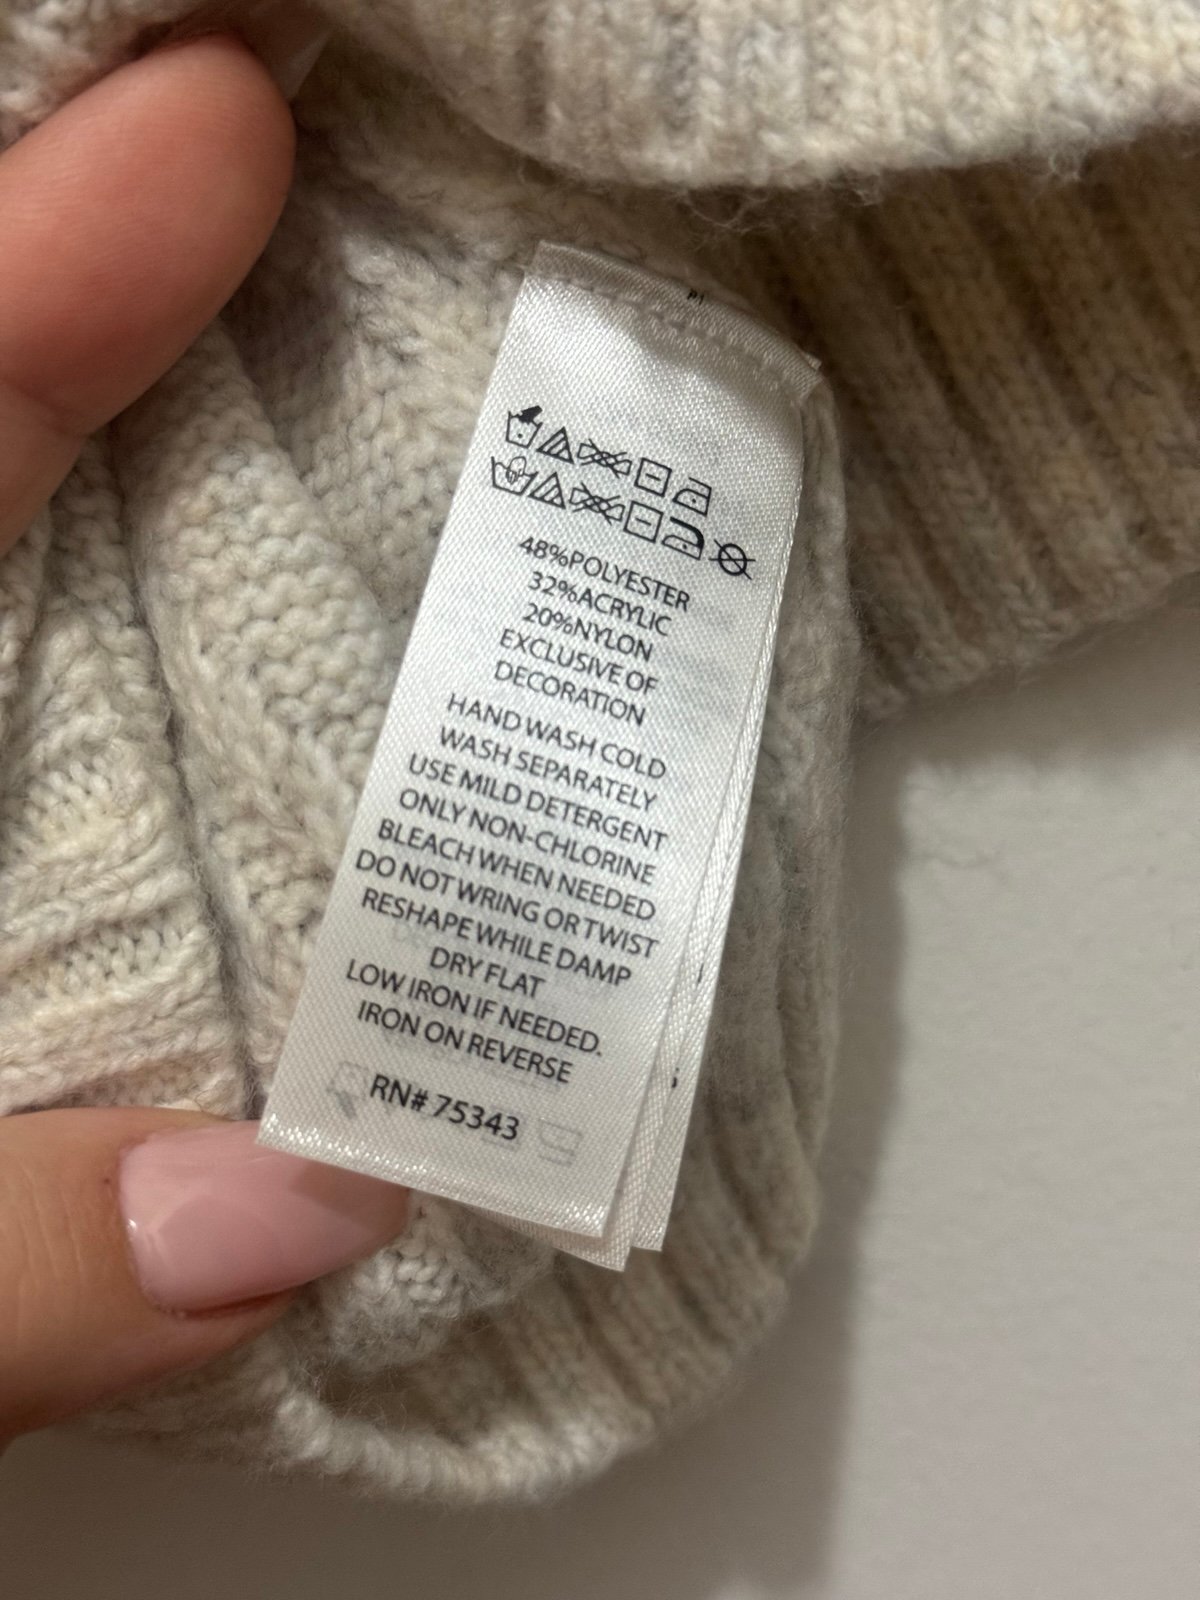 48%POLYESTER
32%ACRYLIC
20%NYLON
EXCLUSIVE OF
DECORATION
HAND WASH COLD
WASH SEPARATELY
USE MILD DETERGENT
ONLY NON-CHLORINE
BLEACH WHEN NEEDED
DO NOT WRING OR TWIST
RESHAPE WHILE DAMP
DRY FLAT
LOW IRON IF NEEDED.
IRON ON REVERSE
RN# 75343